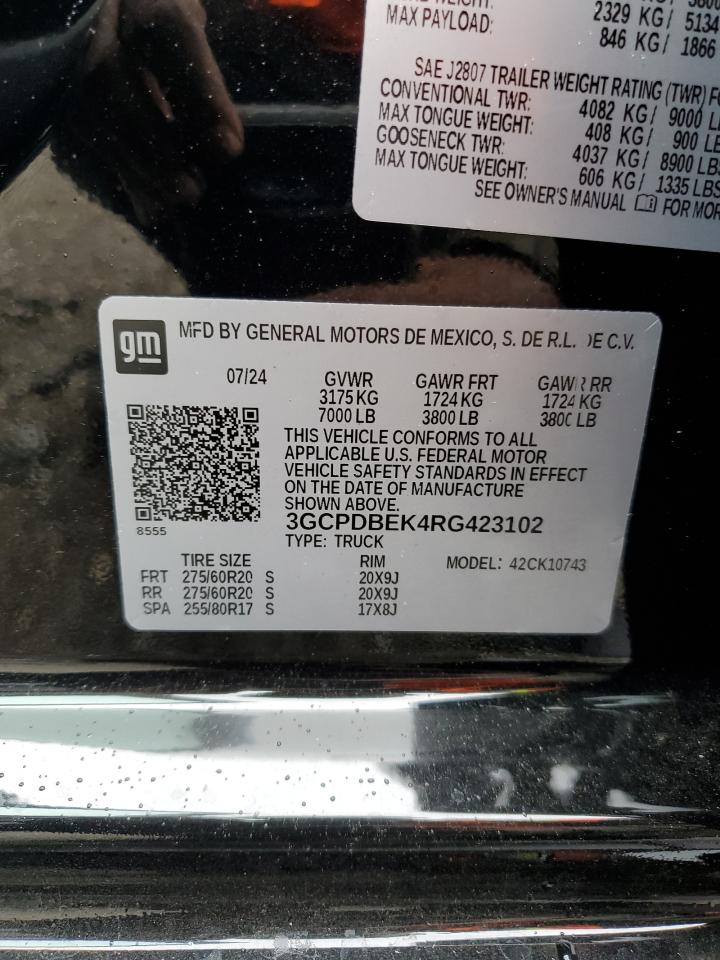 2329 KG/ 5134
MAX PAYLOAD: 846 KG/ 1866
SAE J2807 TRAILER WEIGHT RATING (TWR)
CONVENTIONAL TWR: 4082 KG/ 9000
MAX TONGUE WEIGHT: 408 KG/ 900
GOOSENECK TWR: 4037 KG/ 8900 LBS
MAX TONGUE WEIGHT: 606 KG/ 1335 LBS
SEE OWNER'S MANUAL FOR
gm
MFD BY GENERAL MOTORS DE MEXICO, S. DE R.L. DE C.V.
07/24 GVWR GAWR FRT GAWR RR
3175 KG 1724 KG 1724 KG
7000 LB 3800 LB 3800 LB
THIS VEHICLE CONFORMS TO ALL
APPLICABLE U.S. FEDERAL MOTOR
VEHICLE SAFETY STANDARDS IN EFFECT
ON THE DATE OF MANUFACTURE
SHOWN ABOVE.
3GCPDBEK4RG423102
8555
TYPE: TRUCK
TIRE SIZE RIM MODEL: 42CK10743
FRT 275/60R20 S 20X9J
RR 275/60R20 S 20X9J
SPA 255/80R17 S 17X8J